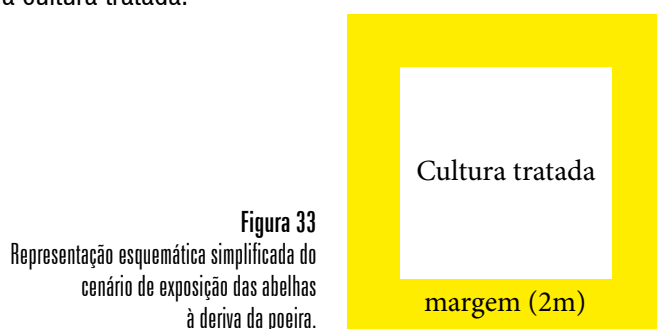 a cultura tratada.
Cultura tratada
margem (2m)
Figura 33
Representação esquemática simplificada do
cenário de exposição das abelhas
à deriva da poeira.